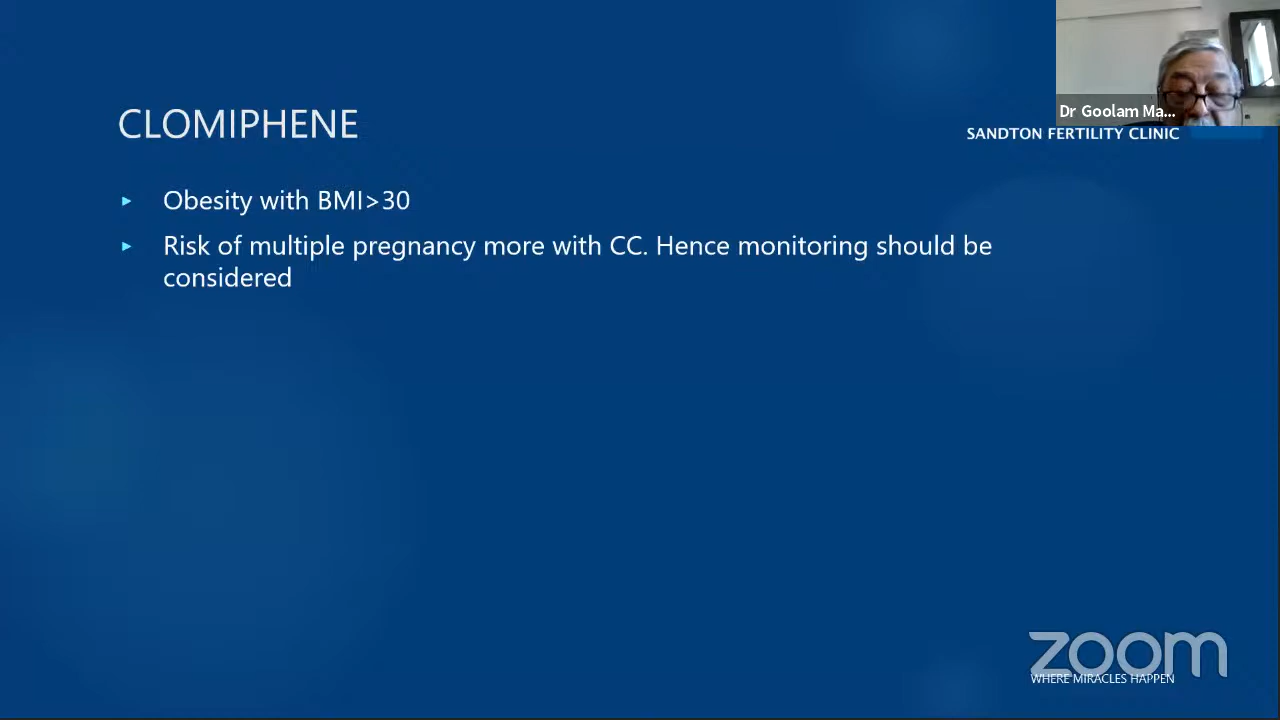 Dr Goolam Ma...
CLOMIPHENE
SANDTON FERTILITY CLINIC
Obesity with BMI>30
Risk of multiple pregnancy more with CC. Hence monitoring should be
considered
zoom
WHERE MIRACLES HAPPEN